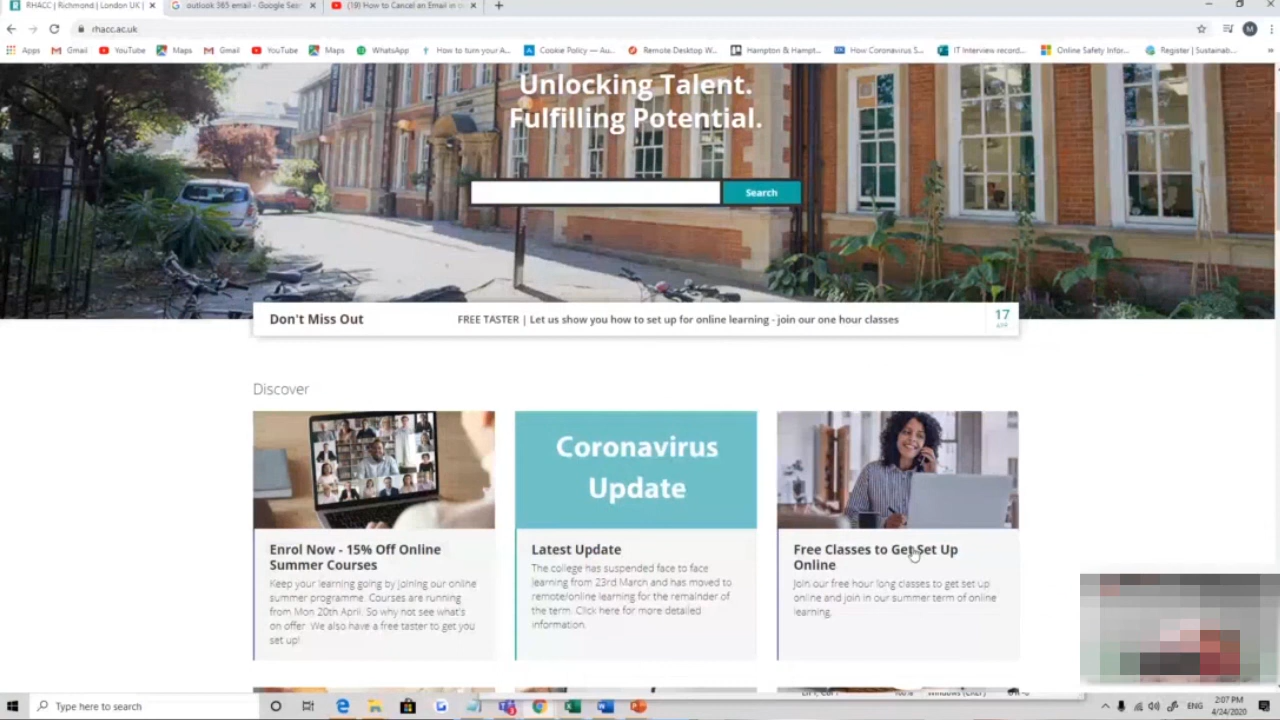 RHACC | Richmond | London UK |
outlook 365 email - Google Sear
(19) How to Cancel an Email in
rhacc.ac.uk
M
Apps Gmail YouTube Maps Gmail YouTube Maps WhatsApp How to turn your A... Cookie Policy — Au... Remote Desktop W... Hampton & Hampt... How Coronavirus S... IT Interview record... Online Safety Infor... Register | Sustainab... »
Unlocking Talent.
Fulfilling Potential.
Search
Don't Miss Out FREE TASTER | Let us show you how to set up for online learning - join our one hour classes 17
APR
Discover
Coronavirus
Update
Enrol Now - 15% Off Online
Summer Courses
Keep your learning going by joining our online
summer programme. Courses are running
from Mon 20th April. So why not see what's
on offer. We also have a free taster to get you
set up!
Latest Update
The college has suspended face to face
learning from 23rd March and has moved to
remote/online learning for the remainder of
the term. Click here for more detailed
information.
Free Classes to Get Set Up
Online
Join our free hour long classes to get set up
online and join in our summer term of online
learning.
Type here to search
ENG
2:07 PM
4/24/2020